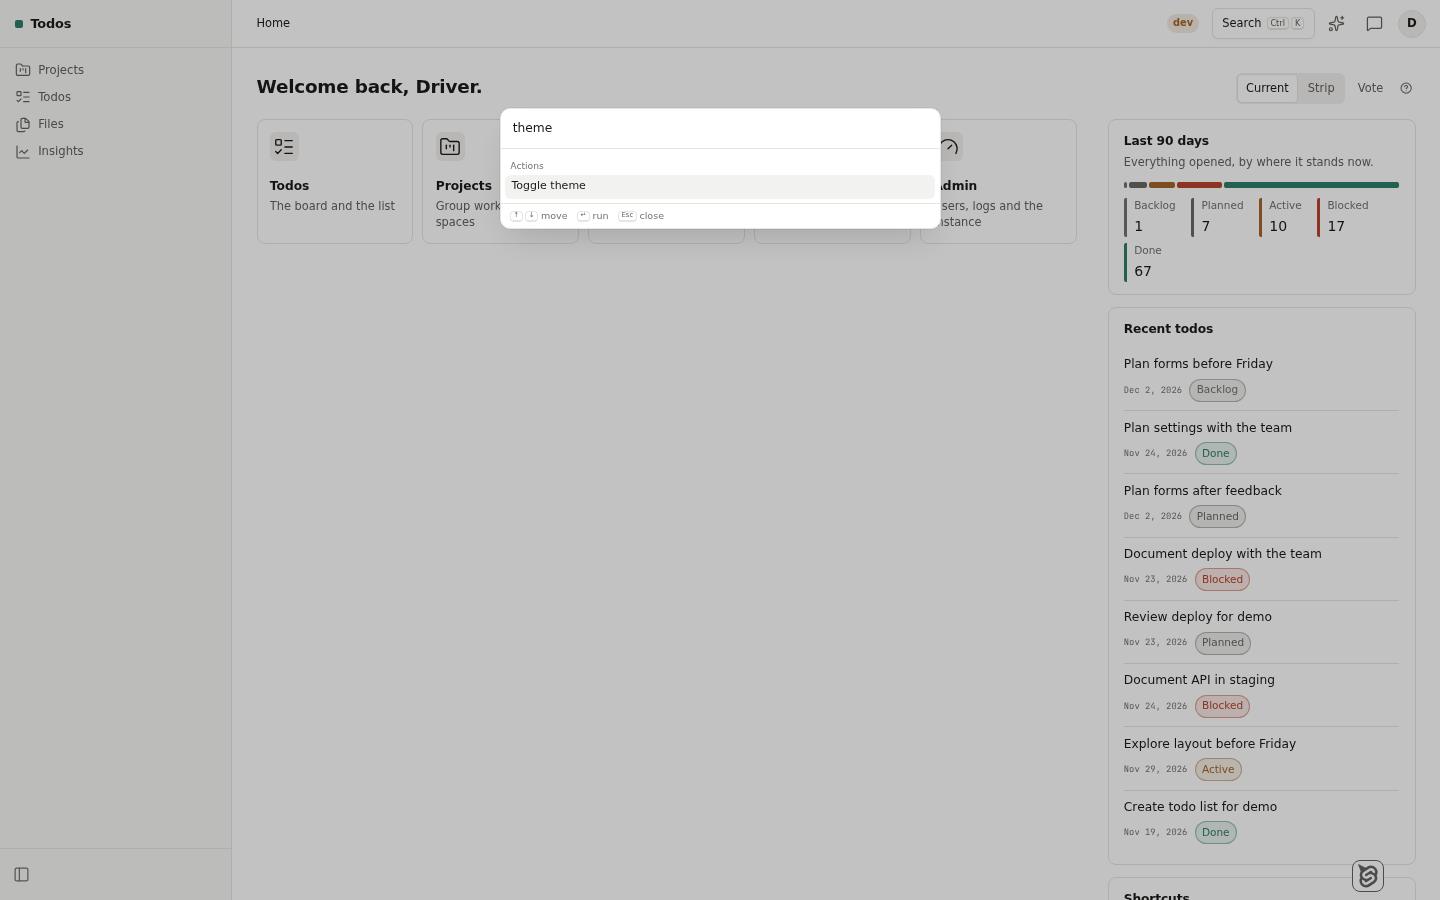 Todos
Home
dev
Search Ctrl K
D
Projects
Todos
Files
Insights
Welcome back, Driver.
Current Strip Vote
theme
Actions
Toggle theme
↑ ↓ move ↵ run Esc close
Todos
The board and the list
Projects
Group work
spaces
Last 90 days
Everything opened, by where it stands now.
Backlog
1
Planned
7
Active
10
Blocked
17
Done
67
Recent todos
Plan forms before Friday
Dec 2, 2026 Backlog
Plan settings with the team
Nov 24, 2026 Done
Plan forms after feedback
Dec 2, 2026 Planned
Document deploy with the team
Nov 23, 2026 Blocked
Review deploy for demo
Nov 23, 2026 Planned
Document API in staging
Nov 24, 2026 Blocked
Explore layout before Friday
Nov 29, 2026 Active
Create todo list for demo
Nov 19, 2026 Done
Shortcuts
logs and the